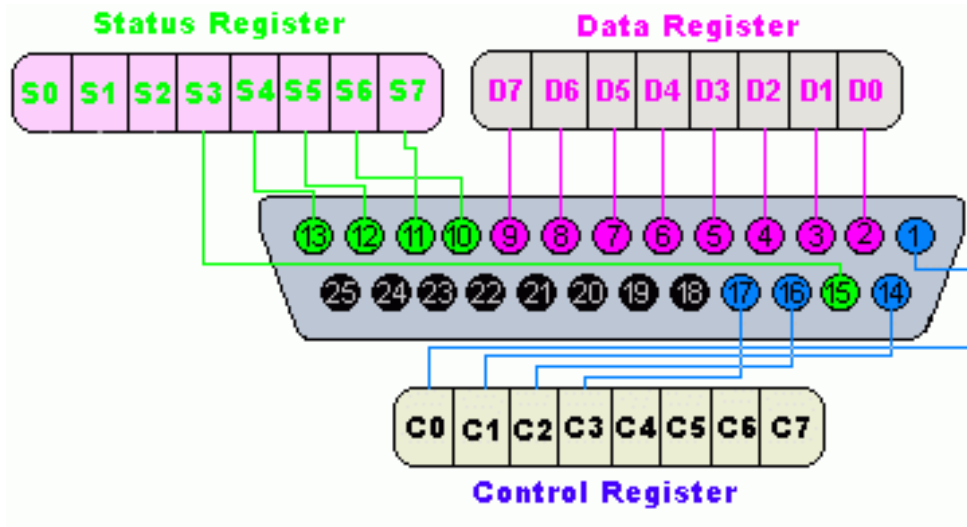 Status Register
Data Register
S0 S1 S2 S3 S4 S5 S6 S7
D7 D6 D5 D4 D3 D2 D1 D0
13 12 11 10 9 8 7 6 5 4 3 2 1
25 24 23 22 21 20 19 18 17 16 15 14
C0 C1 C2 C3 C4 C5 C6 C7
Control Register